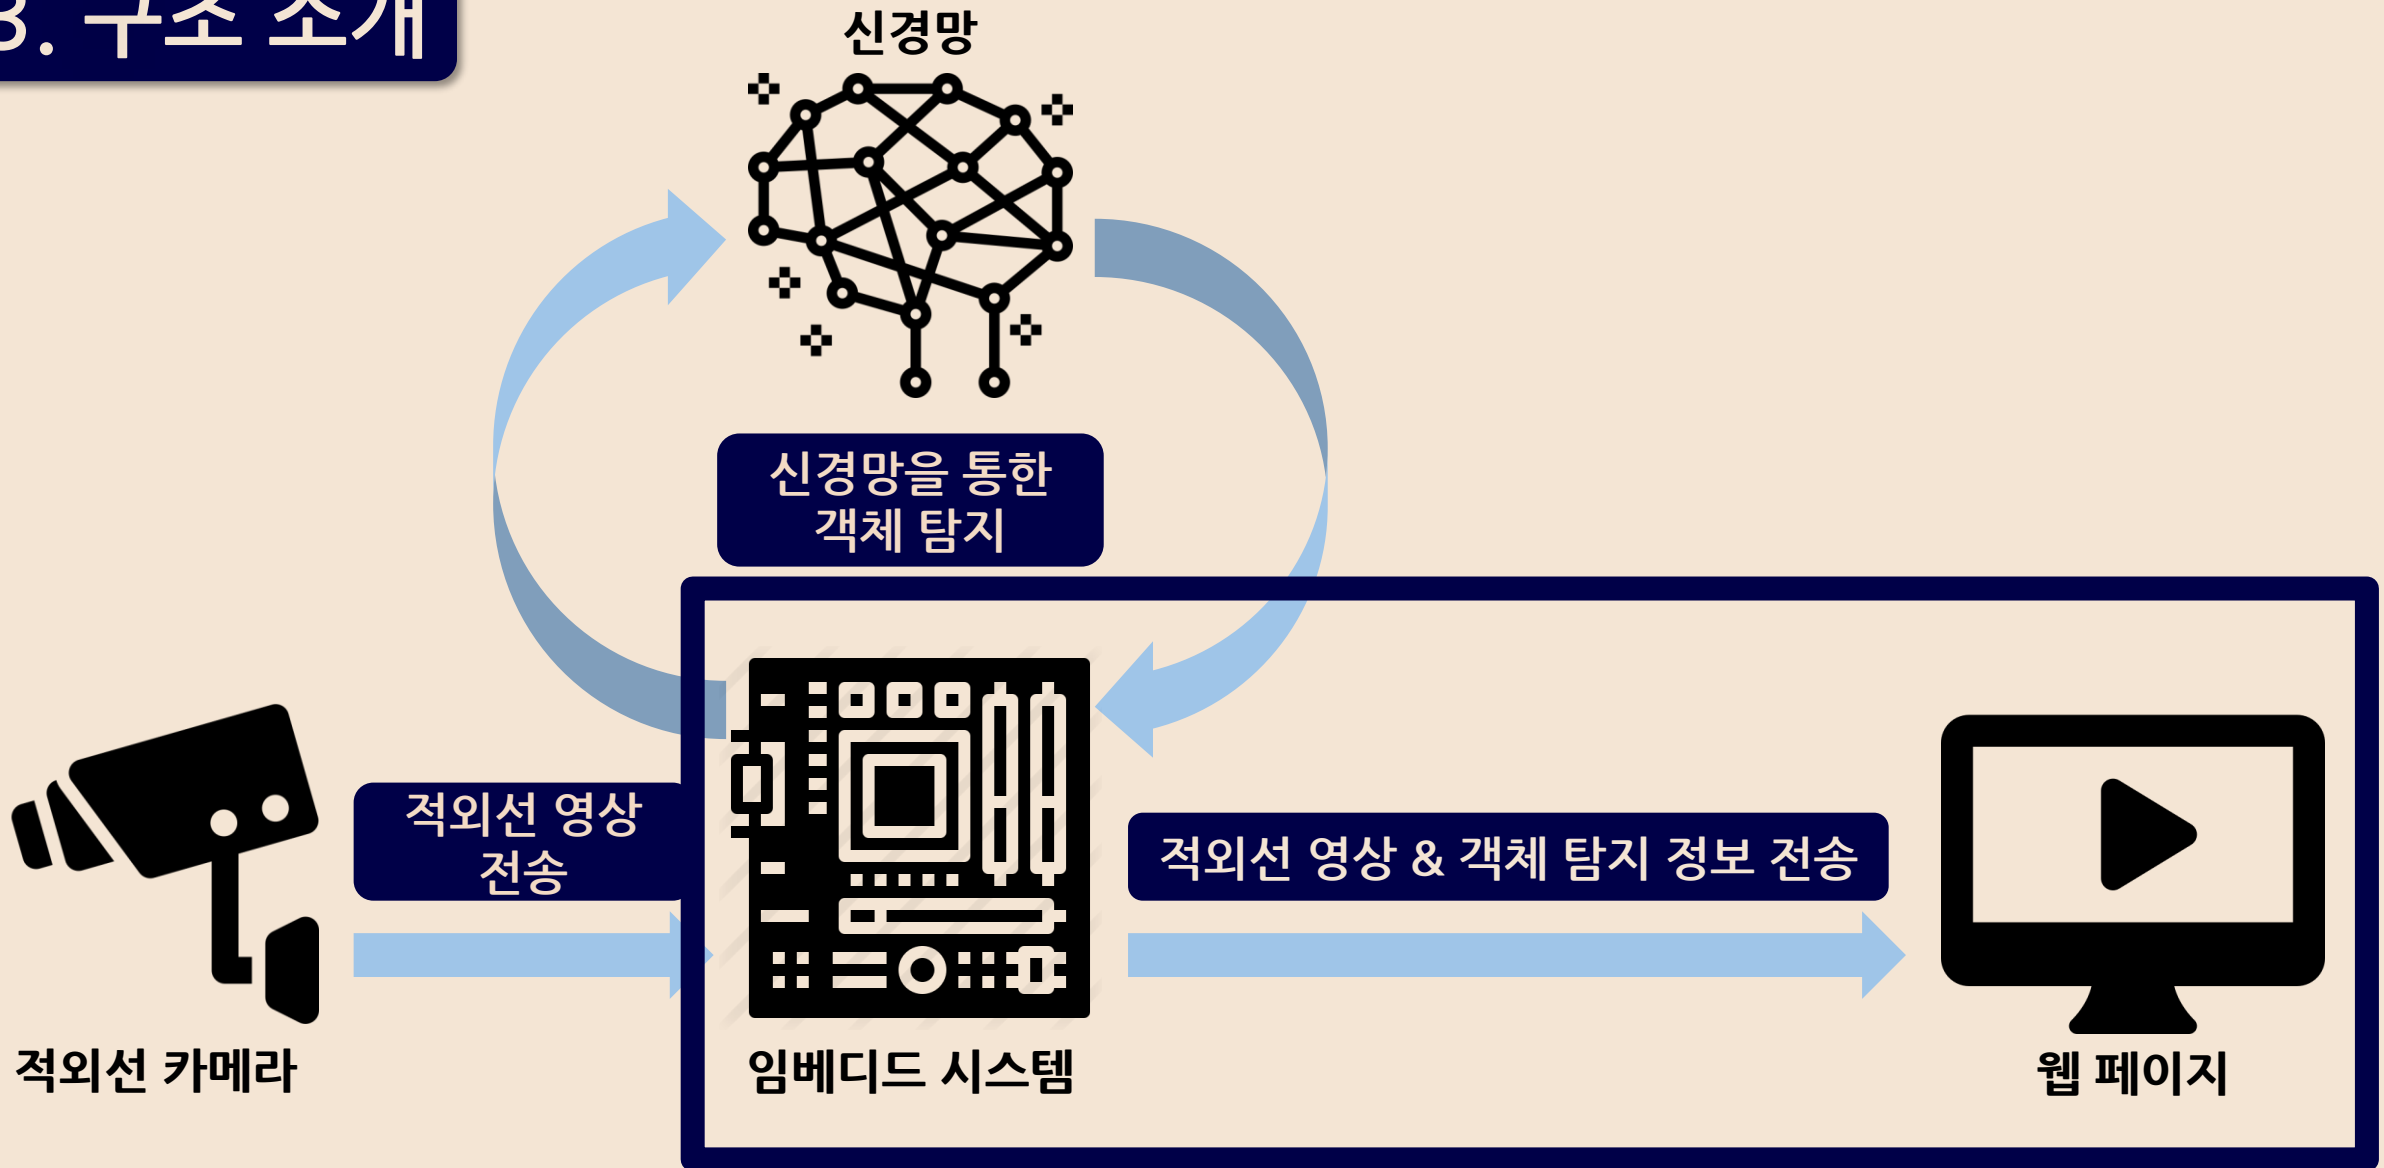 3. 구조 소개
신경망
신경망을 통한
객체 탐지
적외선 영상
전송
적외선 영상 & 객체 탐지 정보 전송
적외선 카메라
임베디드 시스템
웹 페이지